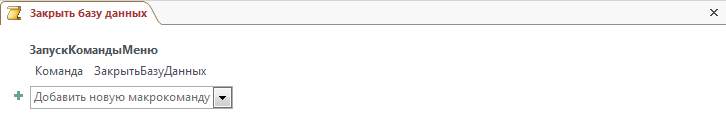 Закрыть базу данных
ЗапускКомандыМеню
Команда ЗакрытьБазуДанных
Добавить новую макрокоманду